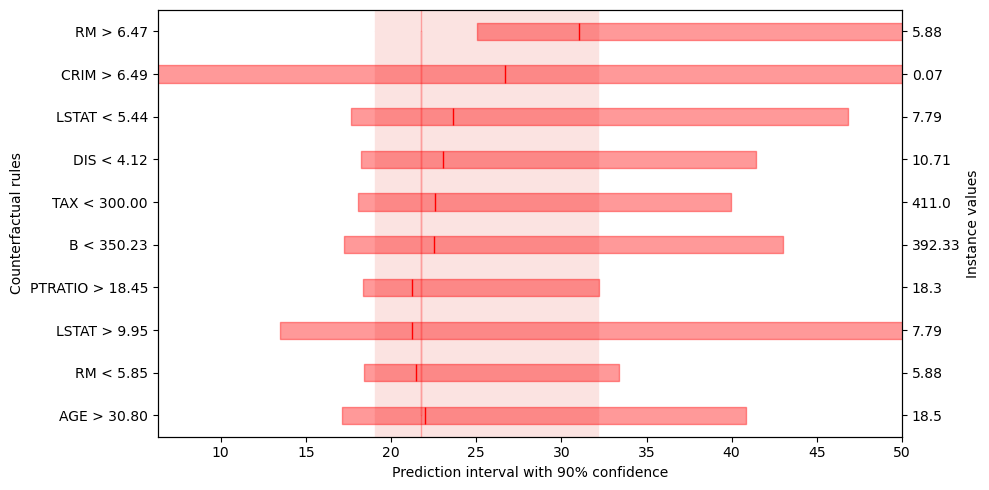 RM > 6.47 5.88
CRIM > 6.49 0.07
LSTAT < 5.44 7.79
DIS < 4.12 10.71
TAX < 300.00 411.0
B < 350.23 392.33
PTRATIO > 18.45 18.3
LSTAT > 9.95 7.79
RM < 5.85 5.88
AGE > 30.80 18.5
Counterfactual rules
Instance values
10 15 20 25 30 35 40 45 50
Prediction interval with 90% confidence